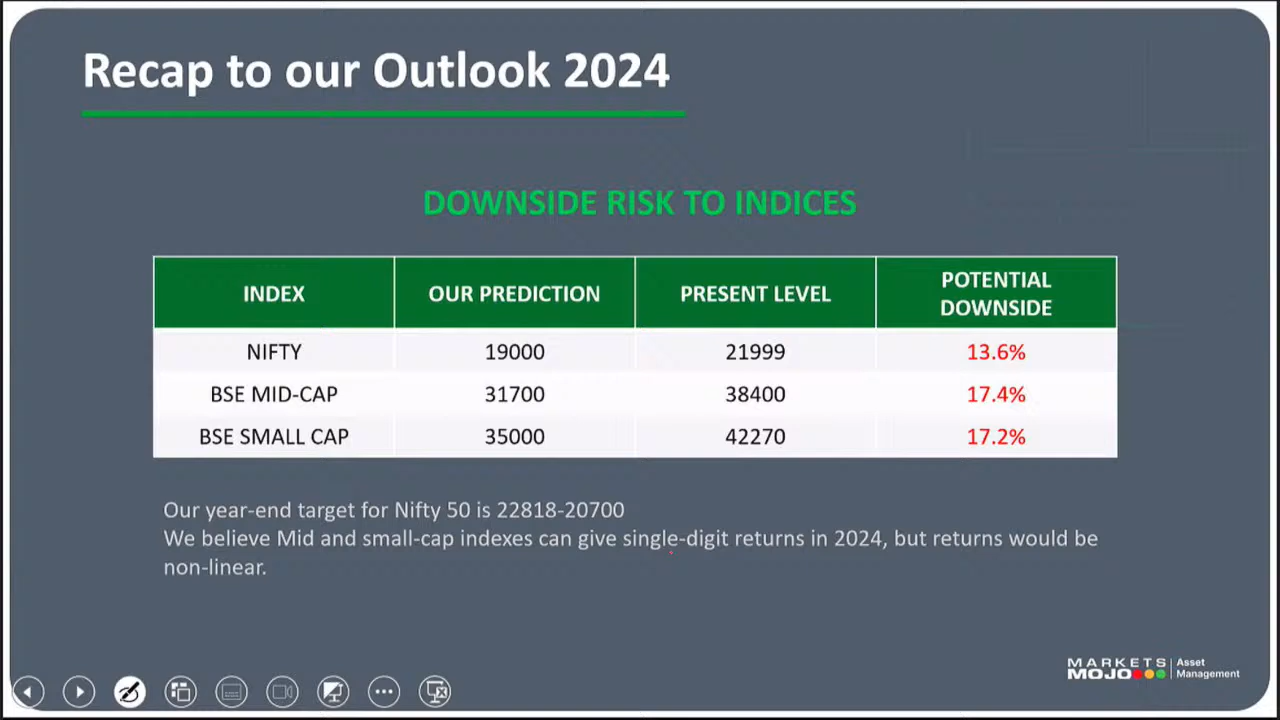 Recap to our Outlook 2024
DOWNSIDE RISK TO INDICES
INDEX OUR PREDICTION PRESENT LEVEL POTENTIAL DOWNSIDE
NIFTY 19000 21999 13.6%
BSE MID-CAP 31700 38400 17.4%
BSE SMALL CAP 35000 42270 17.2%
Our year-end target for Nifty 50 is 22818-20700
We believe Mid and small-cap indexes can give single-digit returns in 2024, but returns would be
non-linear.
MARKETS MOJO Asset Management